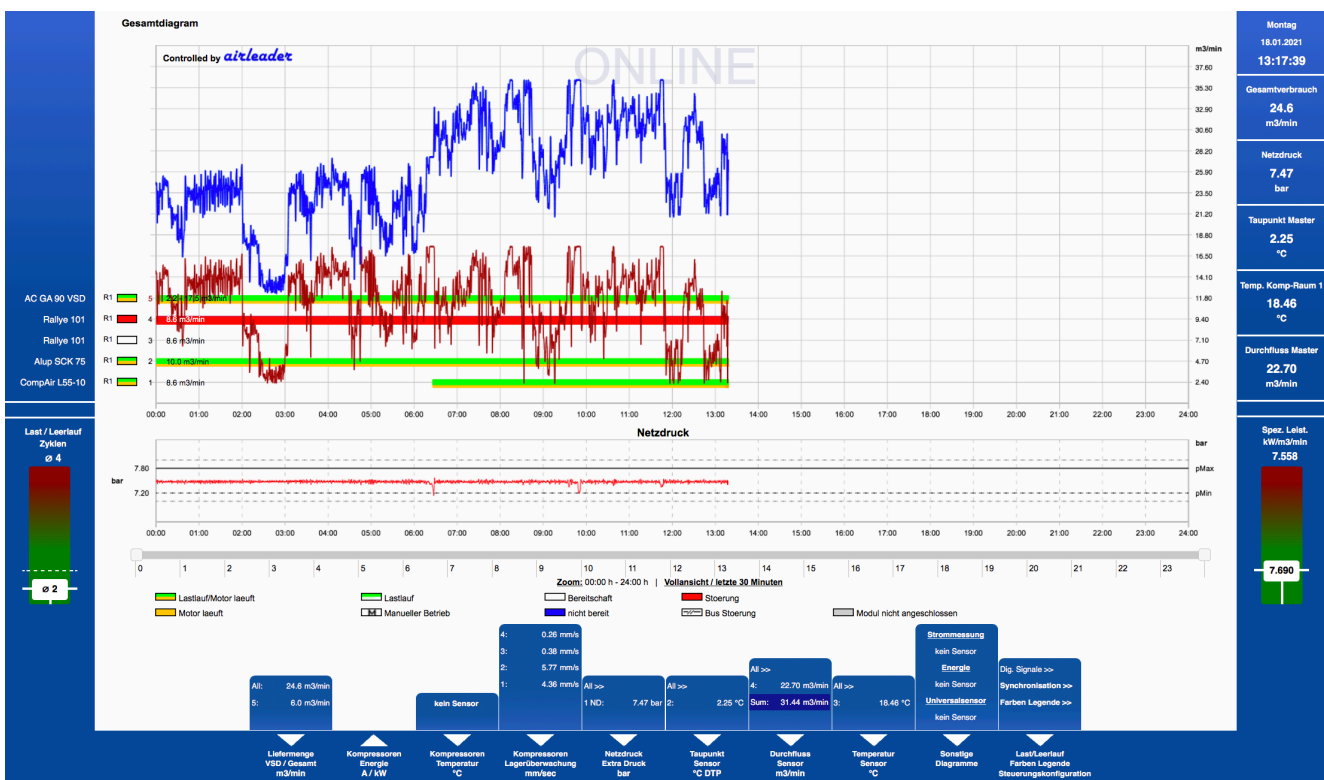 Gesamtdiagram
Controlled by airleader
ONLINE
m3/min
37.60
35.30
32.90
30.60
28.20
25.90
23.50
21.20
18.80
16.50
14.10
11.80
9.40
7.10
4.70
2.40
AC GA 90 VSD R1 5
Rallye 101 R1 4 8.6 m3/min
Rallye 101 R1 3 8.6 m3/min
Alup SCK 75 R1 2 10.0 m3/min
CompAir L55-10 R1 1 8.6 m3/min
00:00 01:00 02:00 03:00 04:00 05:00 06:00 07:00 08:00 09:00 10:00 11:00 12:00 13:00 14:00 15:00 16:00 17:00 18:00 19:00 20:00 21:00 22:00 23:00 24:00
Montag
18.01.2021
13:17:39
Gesamtverbrauch
24.6
m3/min
Netzdruck
7.47
bar
Taupunkt Master
2.25
°C
Temp. Komp-Raum 1
18.46
°C
Durchfluss Master
22.70
m3/min
Last / Leerlauf
Zyklen
ø 4
ø 2
Netzdruck
bar
7.80
bar
7.20
pMax
pMin
00:00 01:00 02:00 03:00 04:00 05:00 06:00 07:00 08:00 09:00 10:00 11:00 12:00 13:00 14:00 15:00 16:00 17:00 18:00 19:00 20:00 21:00 22:00 23:00 24:00
Spez. Leist.
kW/m3/min
7.558
7.690
0 1 2 3 4 5 6 7 8 9 10 11 12 13 14 15 16 17 18 19 20 21 22 23
Zoom: 00:00 h - 24:00 h | Vollansicht / letzte 30 Minuten
Lastlauf/Motor laeuft Lastlauf Bereitschaft Stoerung
Motor laeuft M Manueller Betrieb nicht bereit Bus Stoerung Modul nicht angeschlossen
All: 24.6 m3/min
5: 6.0 m3/min
kein Sensor
4: 0.26 mm/s
3: 0.38 mm/s
2: 5.77 mm/s
1: 4.36 mm/s
All >>
1 ND: 7.47 bar
All >>
2: 2.25 °C
All >>
4: 22.70 m3/min
Sum: 31.44 m3/min
All >>
3: 18.46 °C
Strommessung
kein Sensor
Energie
kein Sensor
Universalsensor
kein Sensor
Dig. Signale >>
Synchronisation >>
Farben Legende >>
Liefermenge
VSD / Gesamt
m3/min
Kompressoren
Energie
A / kW
Kompressoren
Temperatur
°C
Kompressoren
Lagerüberwachung
mm/sec
Netzdruck
Extra Druck
bar
Taupunkt
Sensor
°C DTP
Durchfluss
Sensor
m3/min
Temperatur
Sensor
°C
Sonstige
Diagramme
Last/Leerlauf
Farben Legende
Steuerungskonfiguration